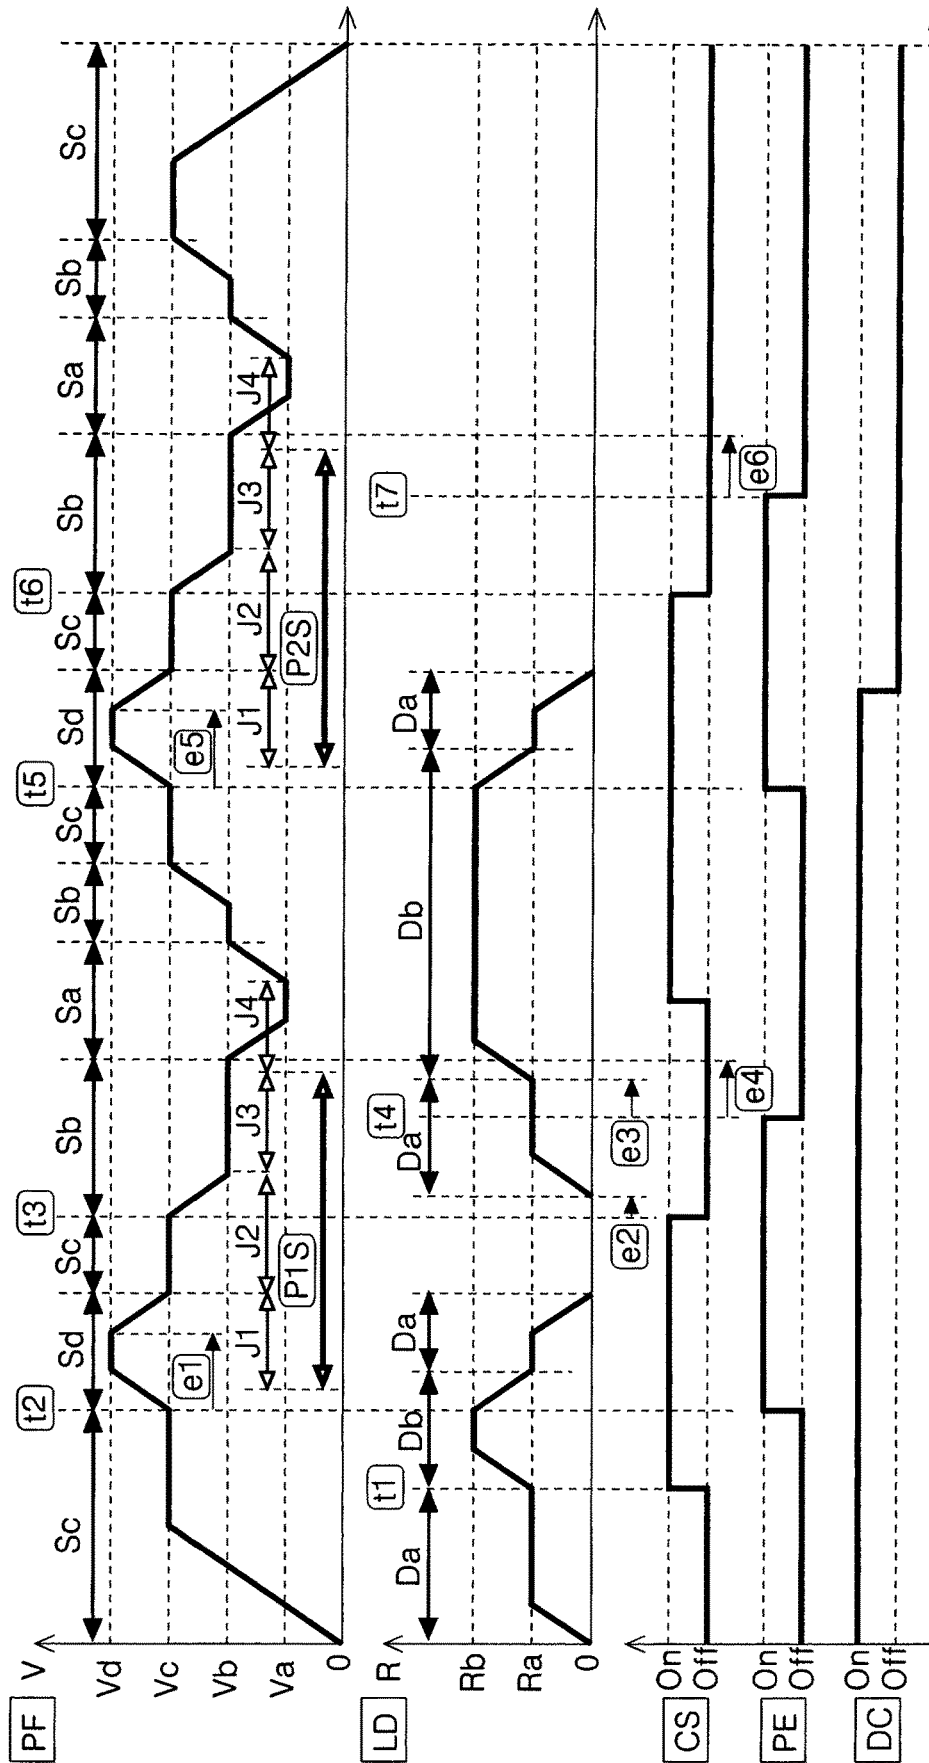 PF
V
Vd
Vc
Vb
Va
0
Sc Sd Sc Sb Sa Sb Sc Sd Sc Sb Sa Sb Sc
t2 t3 t5 t6
e1 e5
J1 J2 J3 J4 J1 J2 J3 J4
P1S P2S
LD
R
Rb
Ra
0
Da Db Da Da Db Da
t1 t4 t7
e2 e3
CS
On
Off
e4 e6
PE
On
Off
DC
On
Off